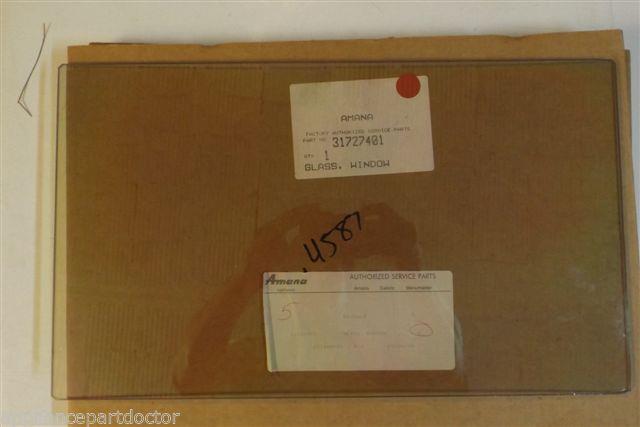 AMANA
FACTORY AUTHORIZED SERVICE PARTS
PART NO. 31727401
QTY 1
GLASS, WINDOW
4587
Amana
AUTHORIZED SERVICE PARTS
Amana Caloric Menumaster
5
appliancepartdoctor